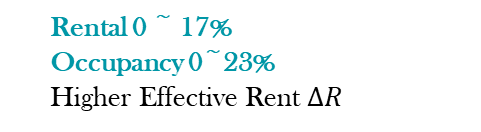 Rental 0 ~ 17%
Occupancy 0~23%
Higher Effective Rent ΔR